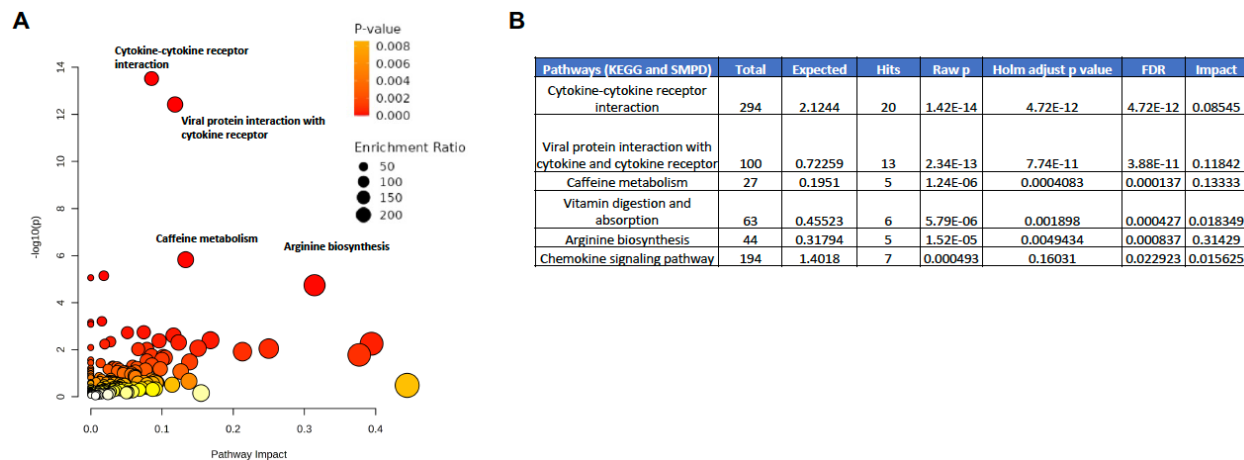 A
B
Cytokine-cytokine receptor
interaction
Viral protein interaction with
cytokine receptor
Caffeine metabolism
Arginine biosynthesis
P-value
0.008
0.006
0.004
0.002
0.000
Enrichment Ratio
50
100
150
200
-log10(p)
14
12
10
8
6
4
2
0
0.0 0.1 0.2 0.3 0.4
Pathway Impact
Pathways (KEGG and SMPD) Total Expected Hits Raw p Holm adjust p value FDR Impact
Cytokine-cytokine receptor
interaction 294 2.1244 20 1.42E-14 4.72E-12 4.72E-12 0.08545
Viral protein interaction with
cytokine and cytokine receptor 100 0.72259 13 2.34E-13 7.74E-11 3.88E-11 0.11842
Caffeine metabolism 27 0.1951 5 1.24E-06 0.0004083 0.000137 0.13333
Vitamin digestion and
absorption 63 0.45523 6 5.79E-06 0.001898 0.000427 0.018349
Arginine biosynthesis 44 0.31794 5 1.52E-05 0.0049434 0.000837 0.31429
Chemokine signaling pathway 194 1.4018 7 0.000493 0.16031 0.022923 0.015625